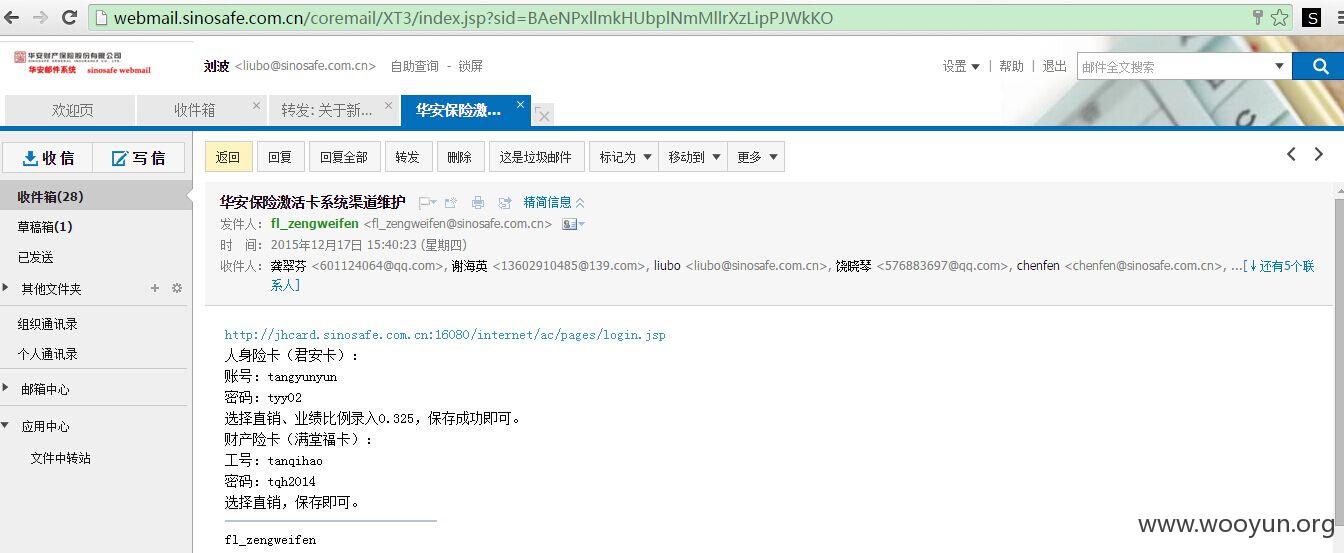 webmail.sinosafe.com.cn/coremail/XT3/index.jsp?sid=BAeNPxllmkHUbplNmMllrXzLipPJWkKO
华安财产保险股份有限公司
华安邮件系统 sinosafe webmail
刘波 <liubo@sinosafe.com.cn> 自助查询 - 锁屏
设置 | 帮助 | 退出 邮件全文搜索
欢迎页 收件箱 转发: 关于新... 华安保险激...
收信 写信
返回 回复 回复全部 转发 删除 这是垃圾邮件 标记为 移动到 更多
收件箱(28)
草稿箱(1)
已发送
其他文件夹
组织通讯录
个人通讯录
邮箱中心
应用中心
文件中转站
华安保险激活卡系统渠道维护 精简信息
发件人: fl_zengweifen <fl_zengweifen@sinosafe.com.cn>
时 间: 2015年12月17日 15:40:23 (星期四)
收件人: 龚翠芬 <601124064@qq.com>, 谢海英 <13602910485@139.com>, liubo <liubo@sinosafe.com.cn>, 饶晓琴 <576883697@qq.com>, chenfen <chenfen@sinosafe.com.cn>, ...[↓还有5个联
系人]
http://jhcard.sinosafe.com.cn:16080/internet/ac/pages/login.jsp
人身险卡（君安卡）：
账号：tangyunyun
密码：tyy02
选择直销、业绩比例录入0.325，保存成功即可。
财产险卡（满堂福卡）：
工号：tanqihao
密码：tqh2014
选择直销，保存即可。
fl_zengweifen
www.wooyun.org